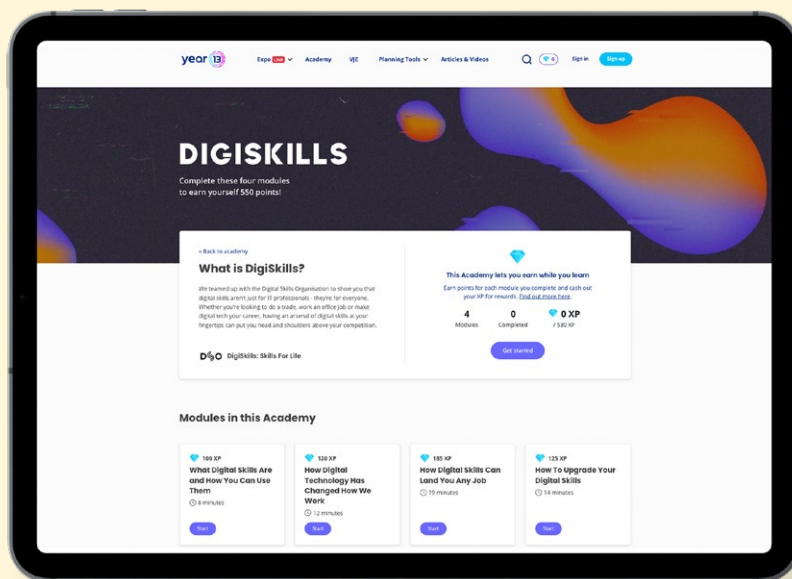 year 13
Expo LIVE
Academy
VJE
Planning Tools
Articles & Videos
0
Sign in
Sign up
DIGISKILLS
Complete these four modules
to earn yourself 550 points!
« Back to academy
What is DigiSkills?
We teamed up with the Digital Skills Organisation to show you that
digital skills aren't just for IT professionals - they're for everyone.
Whether you're looking to do a trade, work an office job or make
digital tech your career, having an arsenal of digital skills at your
fingertips can put you head and shoulders above your competition.
DSO DigiSkills: Skills For Life
This Academy lets you earn while you learn
Earn points for each module you complete and cash out
your XP for rewards. Find out more here.
4
Modules
0
Completed
0 XP
/ 530 XP
Get started
Modules in this Academy
100 XP
What Digital Skills Are
and How You Can Use
Them
8 minutes
Start
120 XP
How Digital
Technology Has
Changed How We
Work
12 minutes
Start
185 XP
How Digital Skills Can
Land You Any Job
19 minutes
Start
125 XP
How To Upgrade Your
Digital Skills
14 minutes
Start